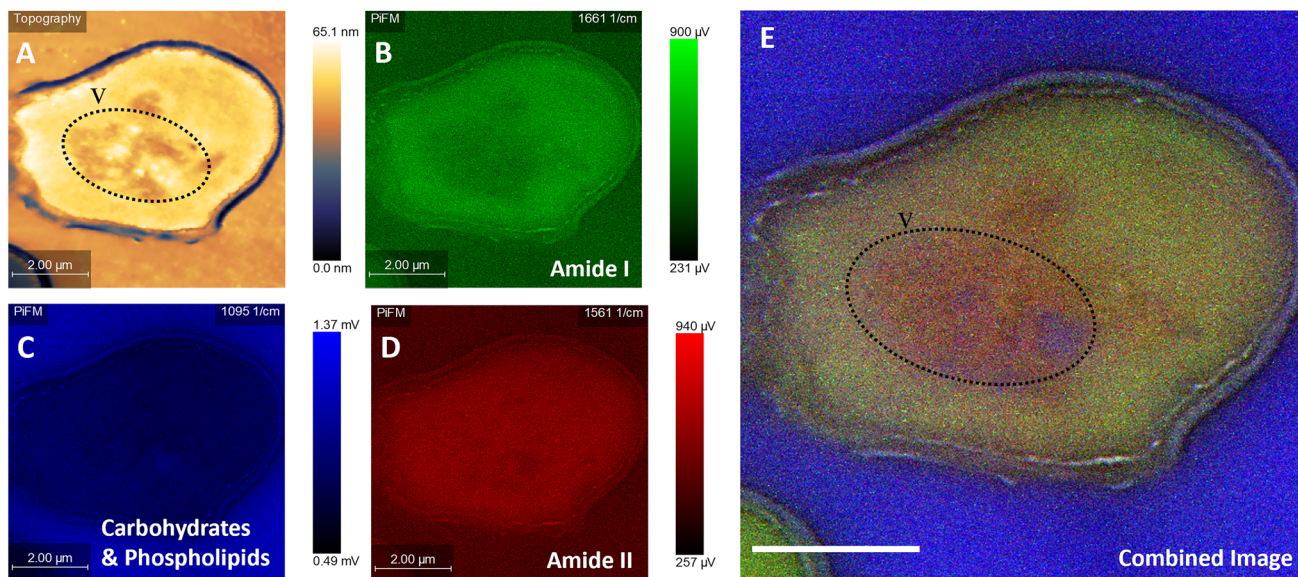 Topography
A
V
2.00 µm
65.1 nm
0.0 nm
PiFM
1661 1/cm
B
2.00 µm
Amide I
900 µV
231 µV
E
V
Combined Image
PiFM
1095 1/cm
C
Carbohydrates
& Phospholipids
2.00 µm
1.37 mV
0.49 mV
PiFM
1561 1/cm
D
2.00 µm
Amide II
940 µV
257 µV